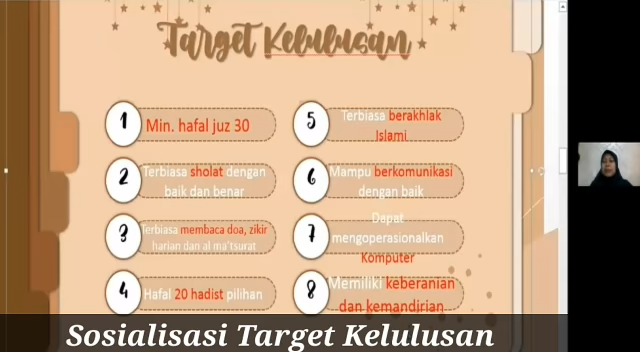 Target Kelulusan
1
Min. hafal juz 30
2
Terbiasa sholat dengan
baik dan benar
3
Terbiasa membaca doa, zikir
harian dan al ma'tsurat
4
Hafal 20 hadist pilihan
5
Terbiasa berakhlak
Islami
6
Mampu berkomunikasi
dengan baik
7
Dapat
mengoperasionalkan
Komputer
8
Memiliki keberanian
dan kemandirian
Sosialisasi Target Kelulusan